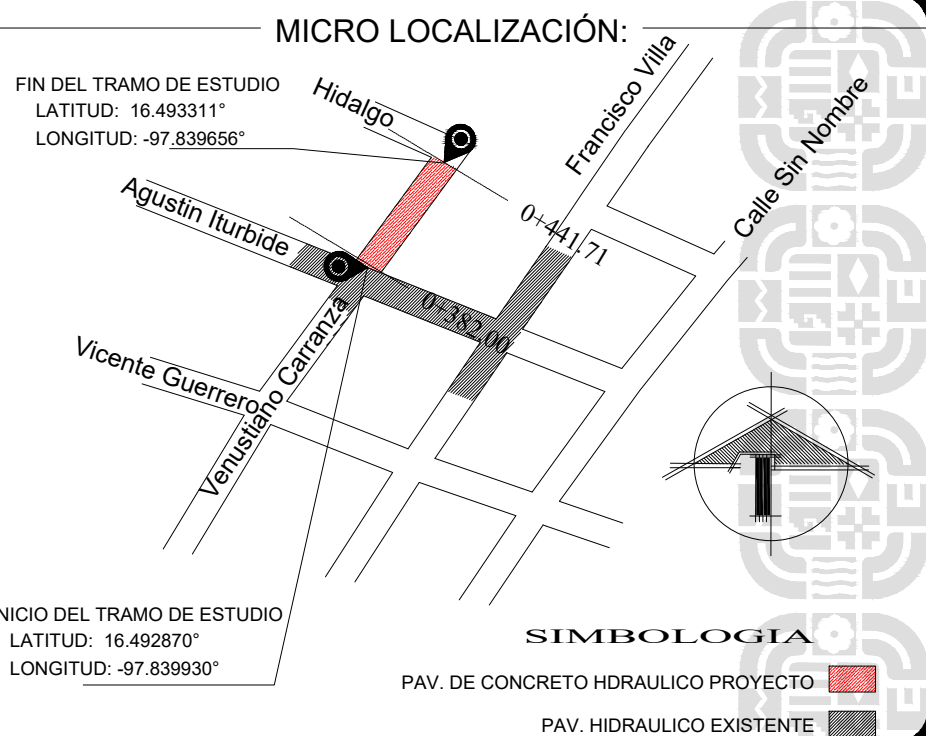 MICRO LOCALIZACIÓN:
FIN DEL TRAMO DE ESTUDIO
LATITUD: 16.493311°
LONGITUD: -97.839656°
Hidalgo
Francisco Villa
Calle Sin Nombre
Agustin Iturbide
0+441.71
0+382.00
Vicente Guerrero
Venustiano Carranza
NICIO DEL TRAMO DE ESTUDIO
LATITUD: 16.492870°
LONGITUD: -97.839930°
SIMBOLOGIA
PAV. DE CONCRETO HDRAULICO PROYECTO
PAV. HIDRAULICO EXISTENTE